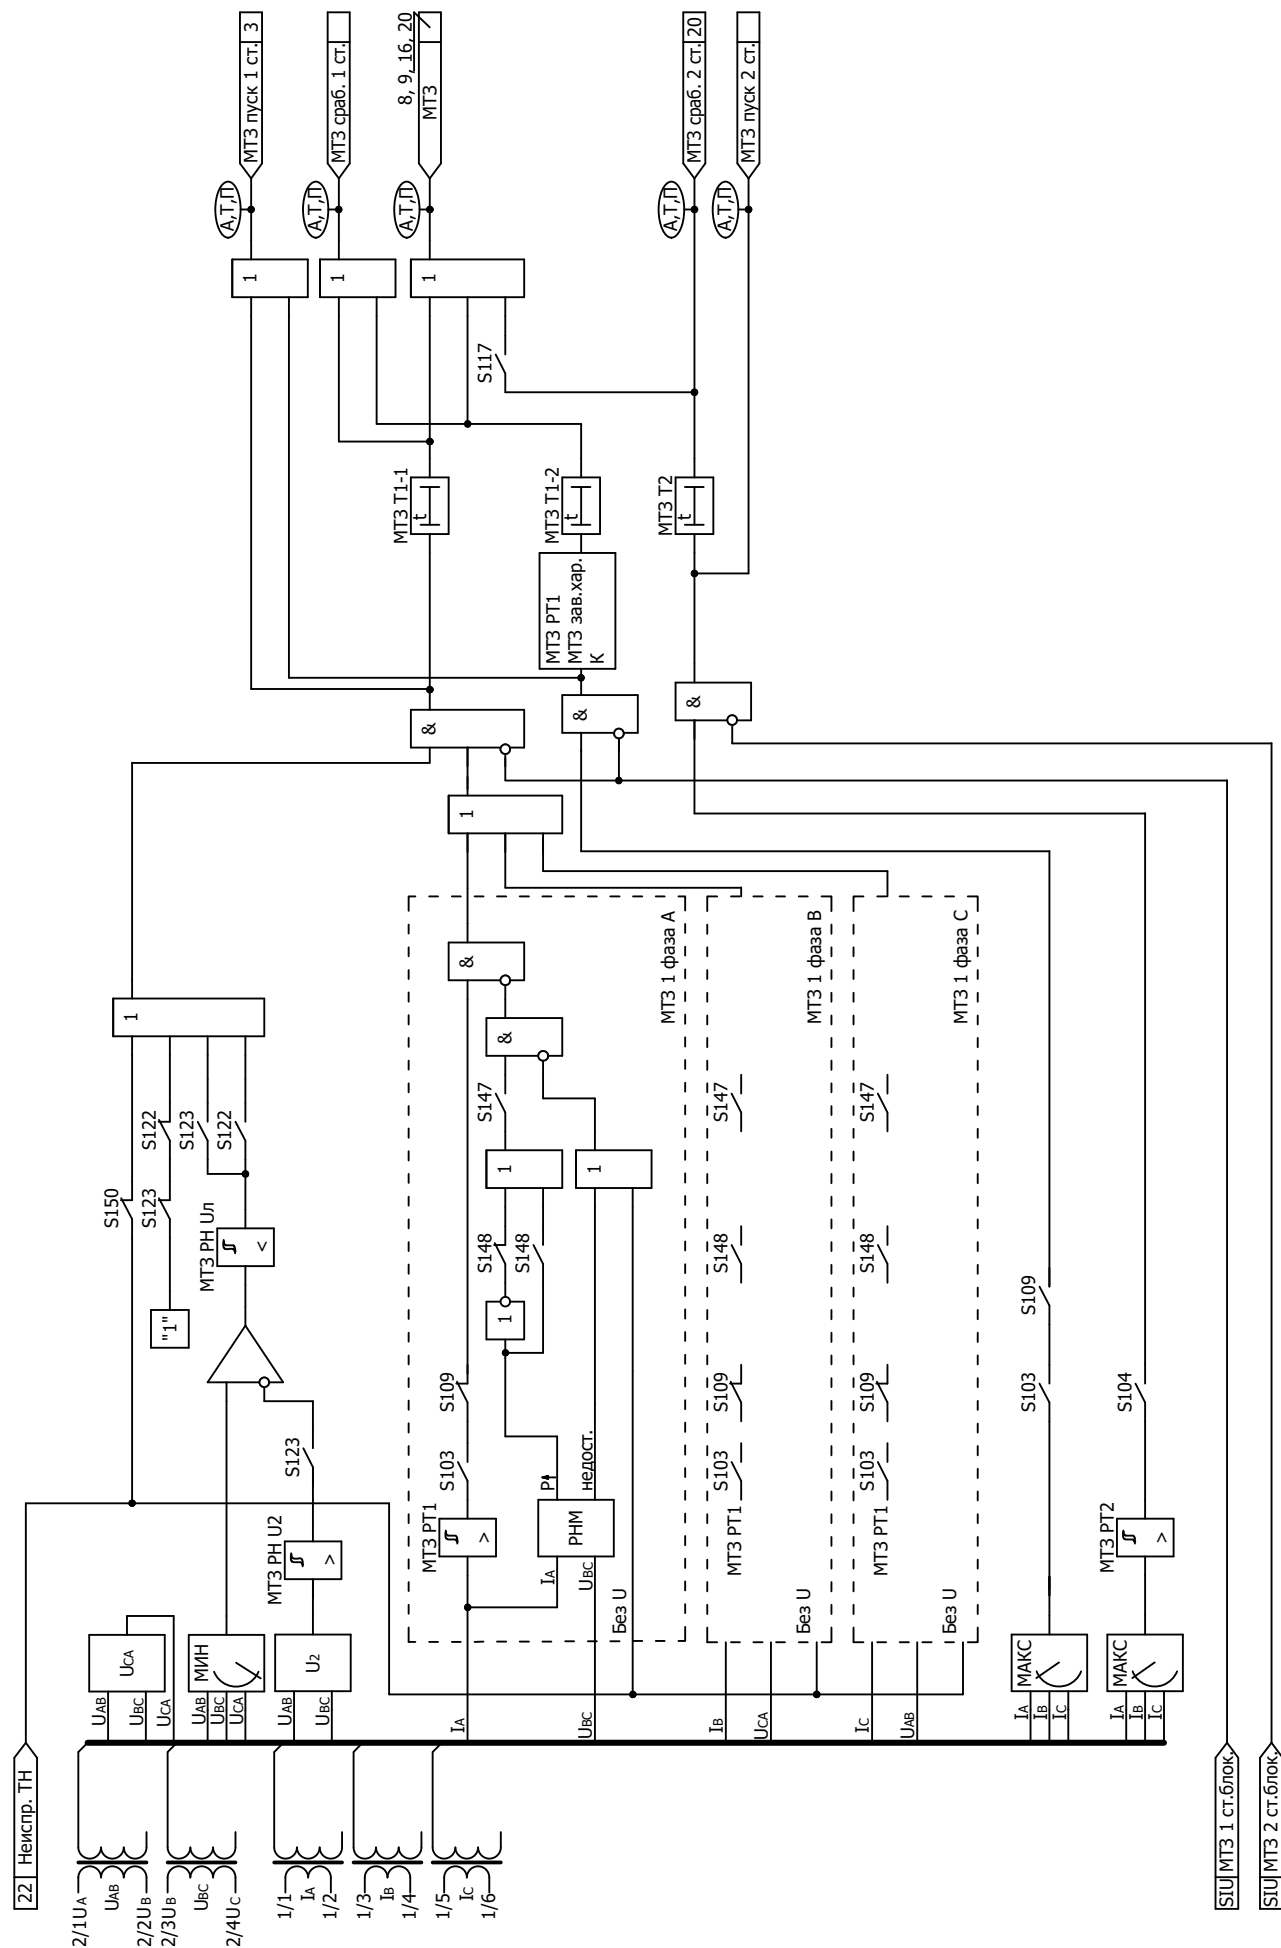 22 Неиспр. ТН
2/1UA
UAB
2/2UB
2/3UB
UBC
2/4UC
1/1
IA
1/2
1/3
IB
1/4
1/5
IC
1/6
SIU МТЗ 1 ст.блок.
SIU МТЗ 2 ст.блок.
UAB
UBC
UCA
UCA
UAB
UBC
UCA
МИН
UAB
UBC
U2
МТЗ РН U2
>
S123
МТЗ РН Uл
<
"1"
S150
S123
S122
S123
S122
1
IA
UBC
МТЗ РТ1
>
S103
S109
IA
UBC
РНМ
P
недост.
Без U
1
S148
S148
1
1
S147
&
&
МТЗ 1 фаза А
IB
UCA
Без U
МТЗ РТ1
S103
S109
S148
S147
МТЗ 1 фаза В
IC
UAB
Без U
МТЗ РТ1
S103
S109
S148
S147
МТЗ 1 фаза С
IA
IB
IC
МАКС
S103
S109
IA
IB
IC
МАКС
МТЗ РТ2
>
S104
1
&
&
&
МТЗ РТ1
МТЗ зав.хар.
К
МТЗ Т1-1
t
МТЗ Т1-2
t
МТЗ Т2
t
S117
1
1
1
А,Т,П
МТЗ пуск 1 ст. 3
А,Т,П
МТЗ сраб. 1 ст.
А,Т,П
8, 9, 16, 20
МТЗ
А,Т,П
МТЗ сраб. 2 ст. 20
А,Т,П
МТЗ пуск 2 ст.